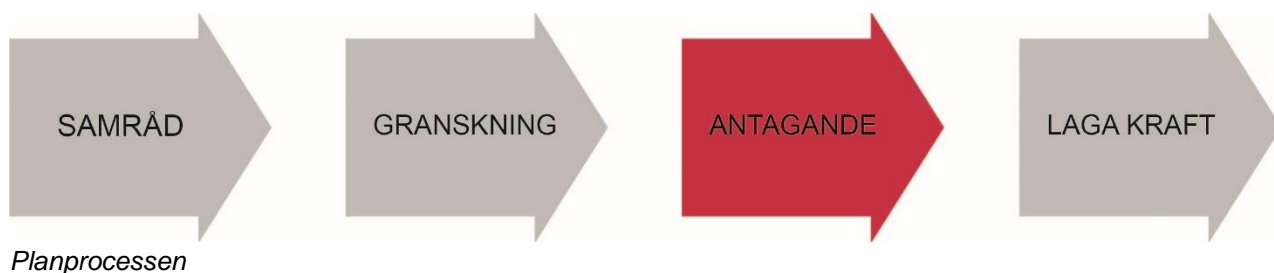 SAMRÅD
GRANSKNING
ANTAGANDE
LAGA KRAFT
Planprocessen